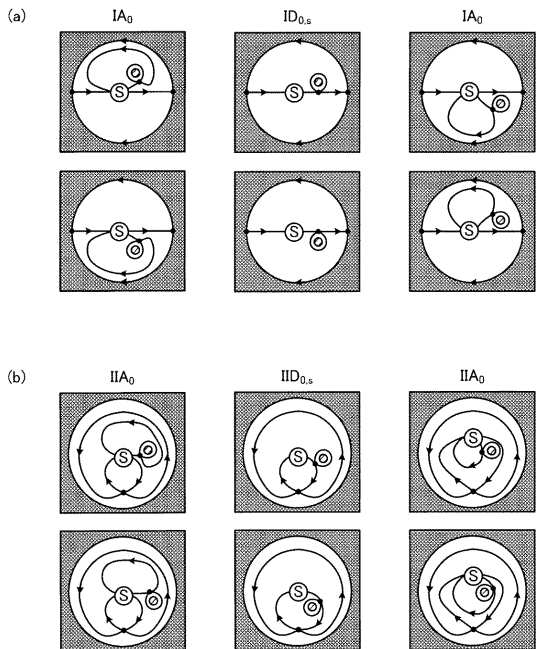 (a)
IA₀ ID₀,ₛ IA₀
S S S
S S S
(b)
IIA₀ IID₀,ₛ IIA₀
S S S
S S S